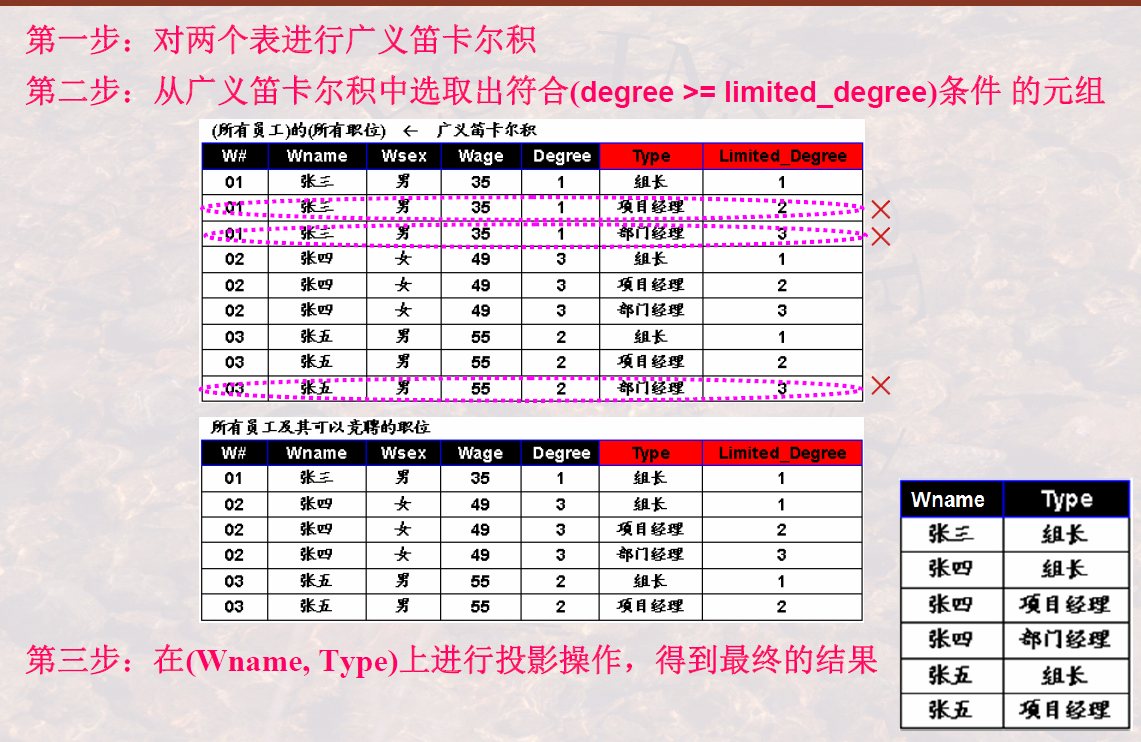 第一步：对两个表进行广义笛卡尔积
第二步：从广义笛卡尔积中选取出符合(degree >= limited_degree)条件 的元组
(所有员工)的(所有职位) ← 广义笛卡尔积
W# Wname Wsex Wage Degree Type Limited_Degree
01 张三 男 35 1 组长 1
01 张三 男 35 1 项目经理 2
01 张三 男 35 1 部门经理 3
02 张四 女 49 3 组长 1
02 张四 女 49 3 项目经理 2
02 张四 女 49 3 部门经理 3
03 张五 男 55 2 组长 1
03 张五 男 55 2 项目经理 2
03 张五 男 55 2 部门经理 3
所有员工及其可以竞聘的职位
W# Wname Wsex Wage Degree Type Limited_Degree
01 张三 男 35 1 组长 1
02 张四 女 49 3 组长 1
02 张四 女 49 3 项目经理 2
02 张四 女 49 3 部门经理 3
03 张五 男 55 2 组长 1
03 张五 男 55 2 项目经理 2
Wname Type
张三 组长
张四 组长
张四 项目经理
张四 部门经理
张五 组长
张五 项目经理
第三步：在(Wname, Type)上进行投影操作，得到最终的结果